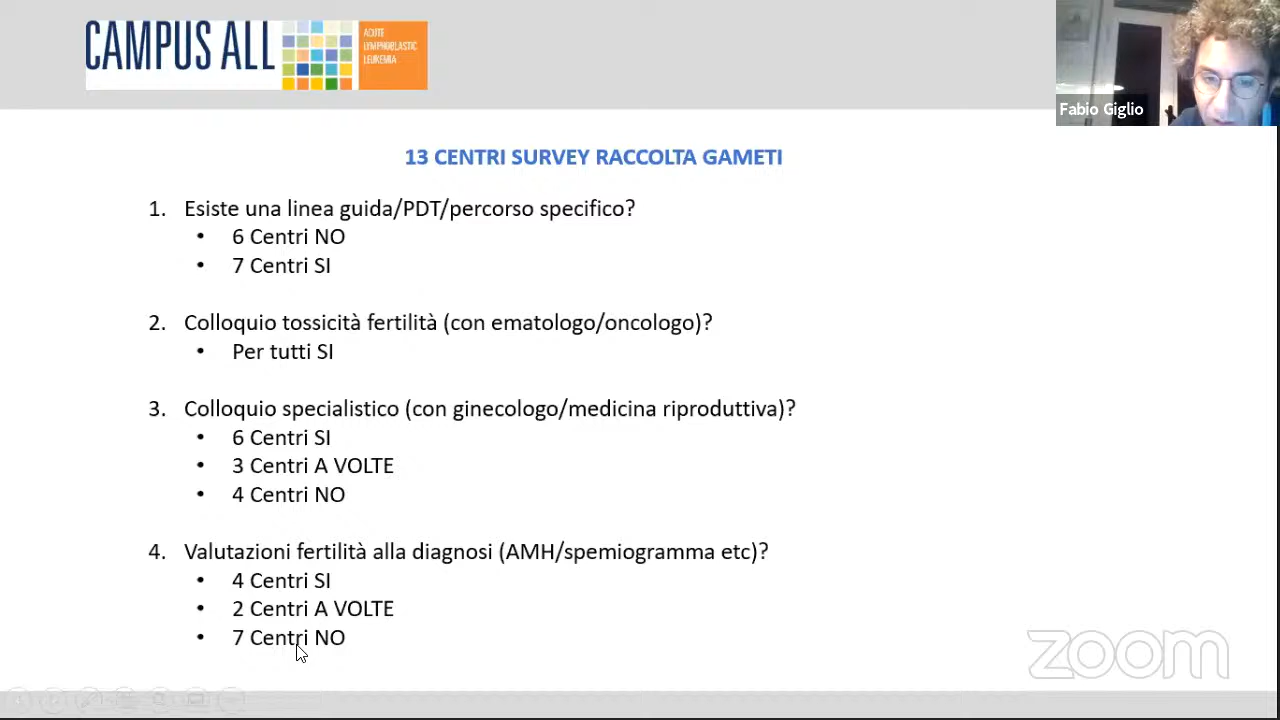 CAMPUS ALL
ACUTE
LYMPHOBLASTIC
LEUKEMIA
Fabio Giglio
13 CENTRI SURVEY RACCOLTA GAMETI
1. Esiste una linea guida/PDT/percorso specifico?
• 6 Centri NO
• 7 Centri SI
2. Colloquio tossicità fertilità (con ematologo/oncologo)?
• Per tutti SI
3. Colloquio specialistico (con ginecologo/medicina riproduttiva)?
• 6 Centri SI
• 3 Centri A VOLTE
• 4 Centri NO
4. Valutazioni fertilità alla diagnosi (AMH/spemiogramma etc)?
• 4 Centri SI
• 2 Centri A VOLTE
• 7 Centri NO
zoom